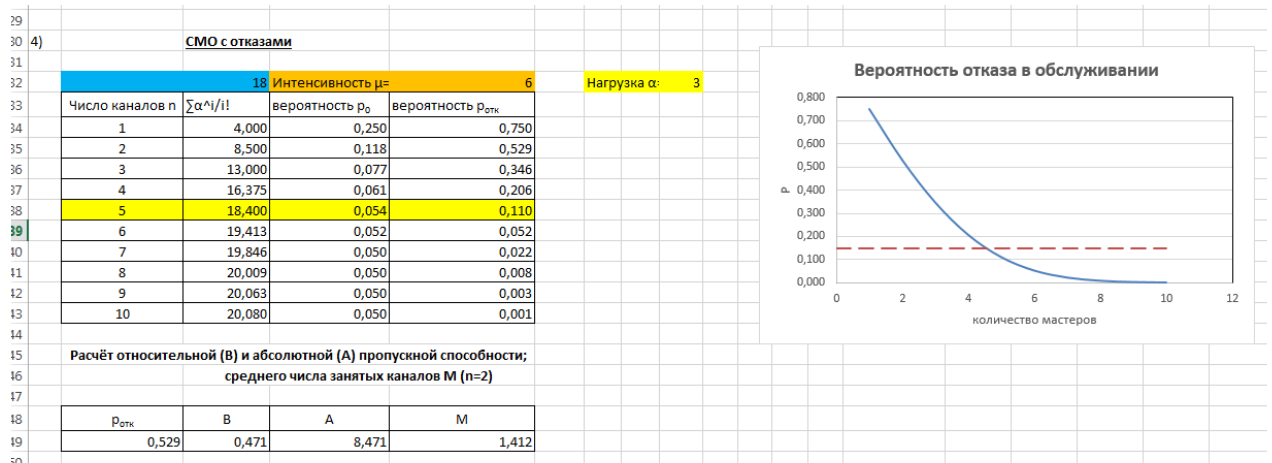 29
30 4) СМО с отказами
31
32 18 Интенсивность μ= 6 Нагрузка α: 3
33 Число каналов n ∑α^i/i! вероятность p₀ вероятность pотк
34 1 4,000 0,250 0,750
35 2 8,500 0,118 0,529
36 3 13,000 0,077 0,346
37 4 16,375 0,061 0,206
38 5 18,400 0,054 0,110
39 6 19,413 0,052 0,052
40 7 19,846 0,050 0,022
41 8 20,009 0,050 0,008
42 9 20,063 0,050 0,003
43 10 20,080 0,050 0,001
44
45 Расчёт относительной (В) и абсолютной (А) пропускной способности;
46 среднего числа занятых каналов М (n=2)
47
48 pотк В А М
49 0,529 0,471 8,471 1,412
Вероятность отказа в обслуживании
0,800
0,700
0,600
0,500
0,400
0,300
0,200
0,100
0,000
P
0 2 4 6 8 10 12
количество мастеров